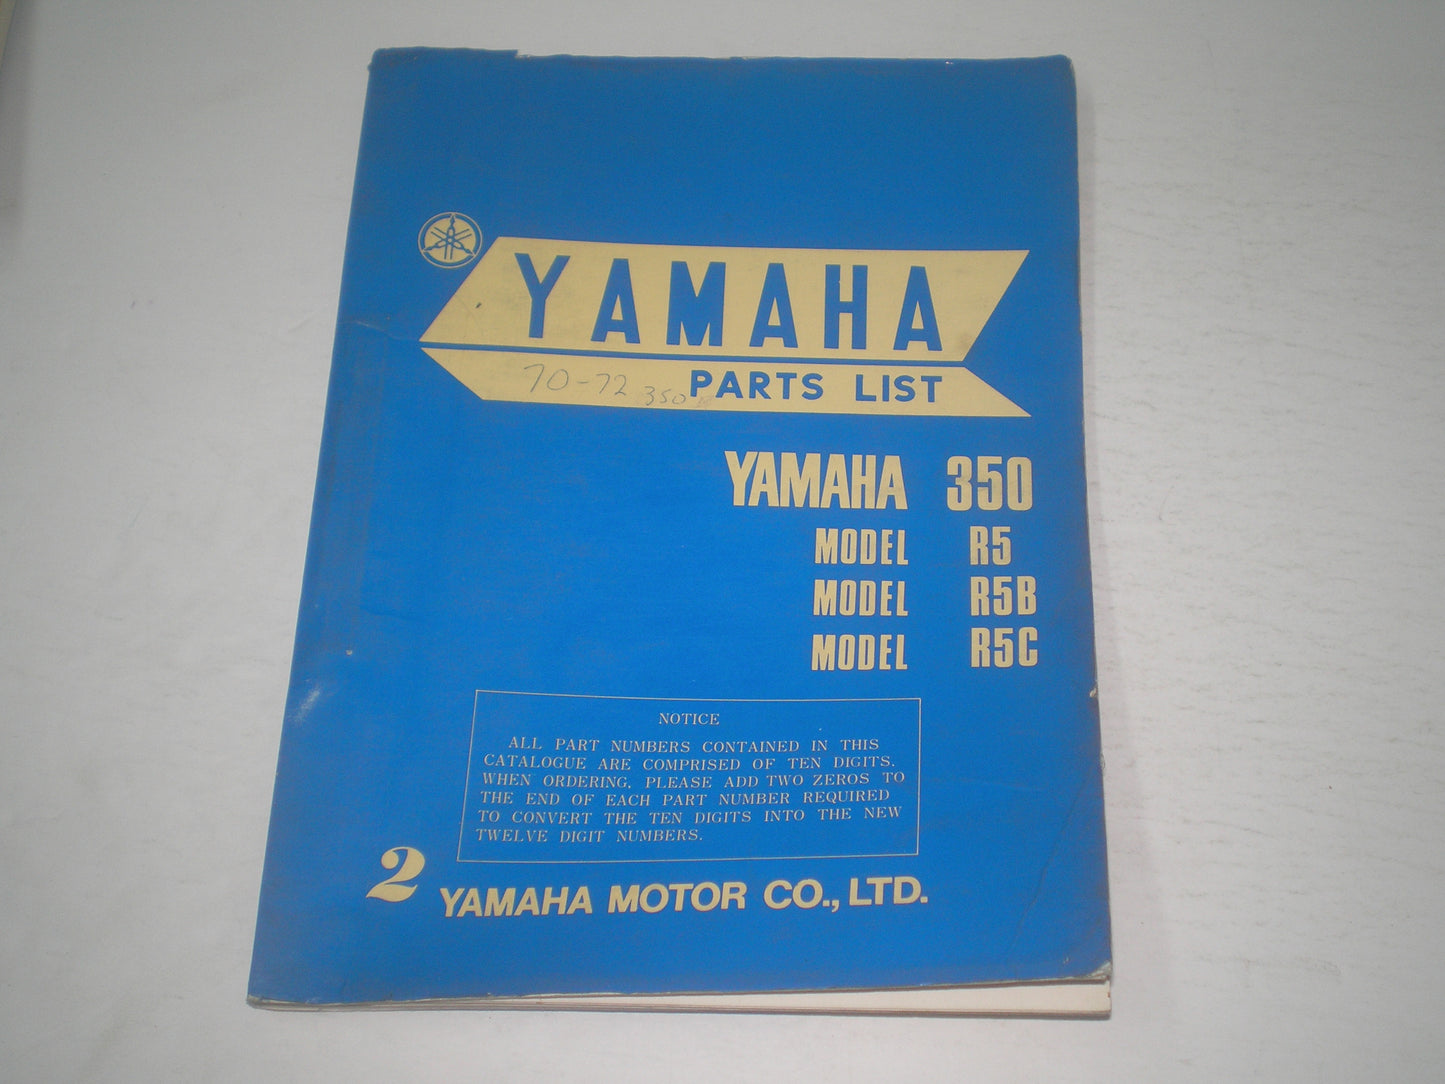 YAMAHA
70-72 350 PARTS LIST
YAMAHA 350
MODEL R5
MODEL R5B
MODEL R5C
NOTICE
ALL PART NUMBERS CONTAINED IN THIS
CATALOGUE ARE COMPRISED OF TEN DIGITS.
WHEN ORDERING, PLEASE ADD TWO ZEROS TO
THE END OF EACH PART NUMBER REQUIRED
TO CONVERT THE TEN DIGITS INTO THE NEW
TWELVE DIGIT NUMBERS.
2 YAMAHA MOTOR CO., LTD.